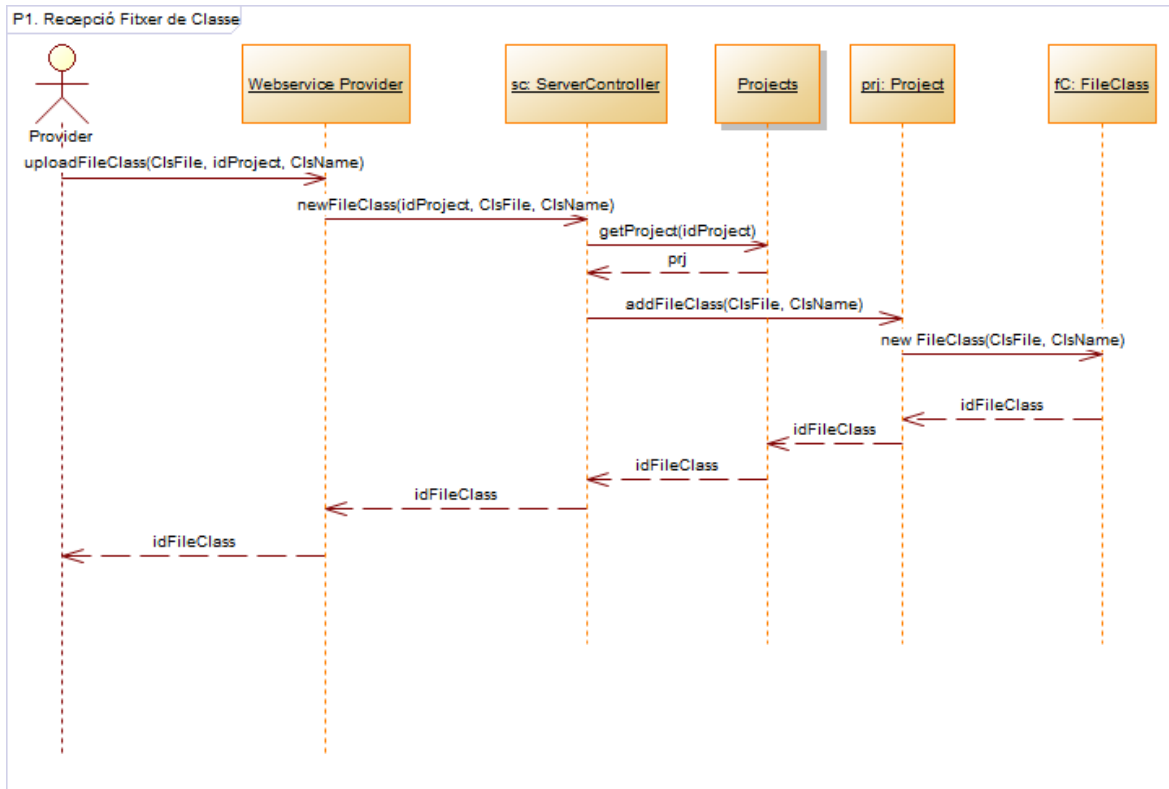 P1. Recepció Fitxer de Classe
Provider
Webservice Provider
sc: ServerController
Projects
prj: Project
fC: FileClass
uploadFileClass(ClsFile, idProject, ClsName)
newFileClass(idProject, ClsFile, ClsName)
getProject(idProject)
prj
addFileClass(ClsFile, ClsName)
new FileClass(ClsFile, ClsName)
idFileClass
idFileClass
idFileClass
idFileClass
idFileClass